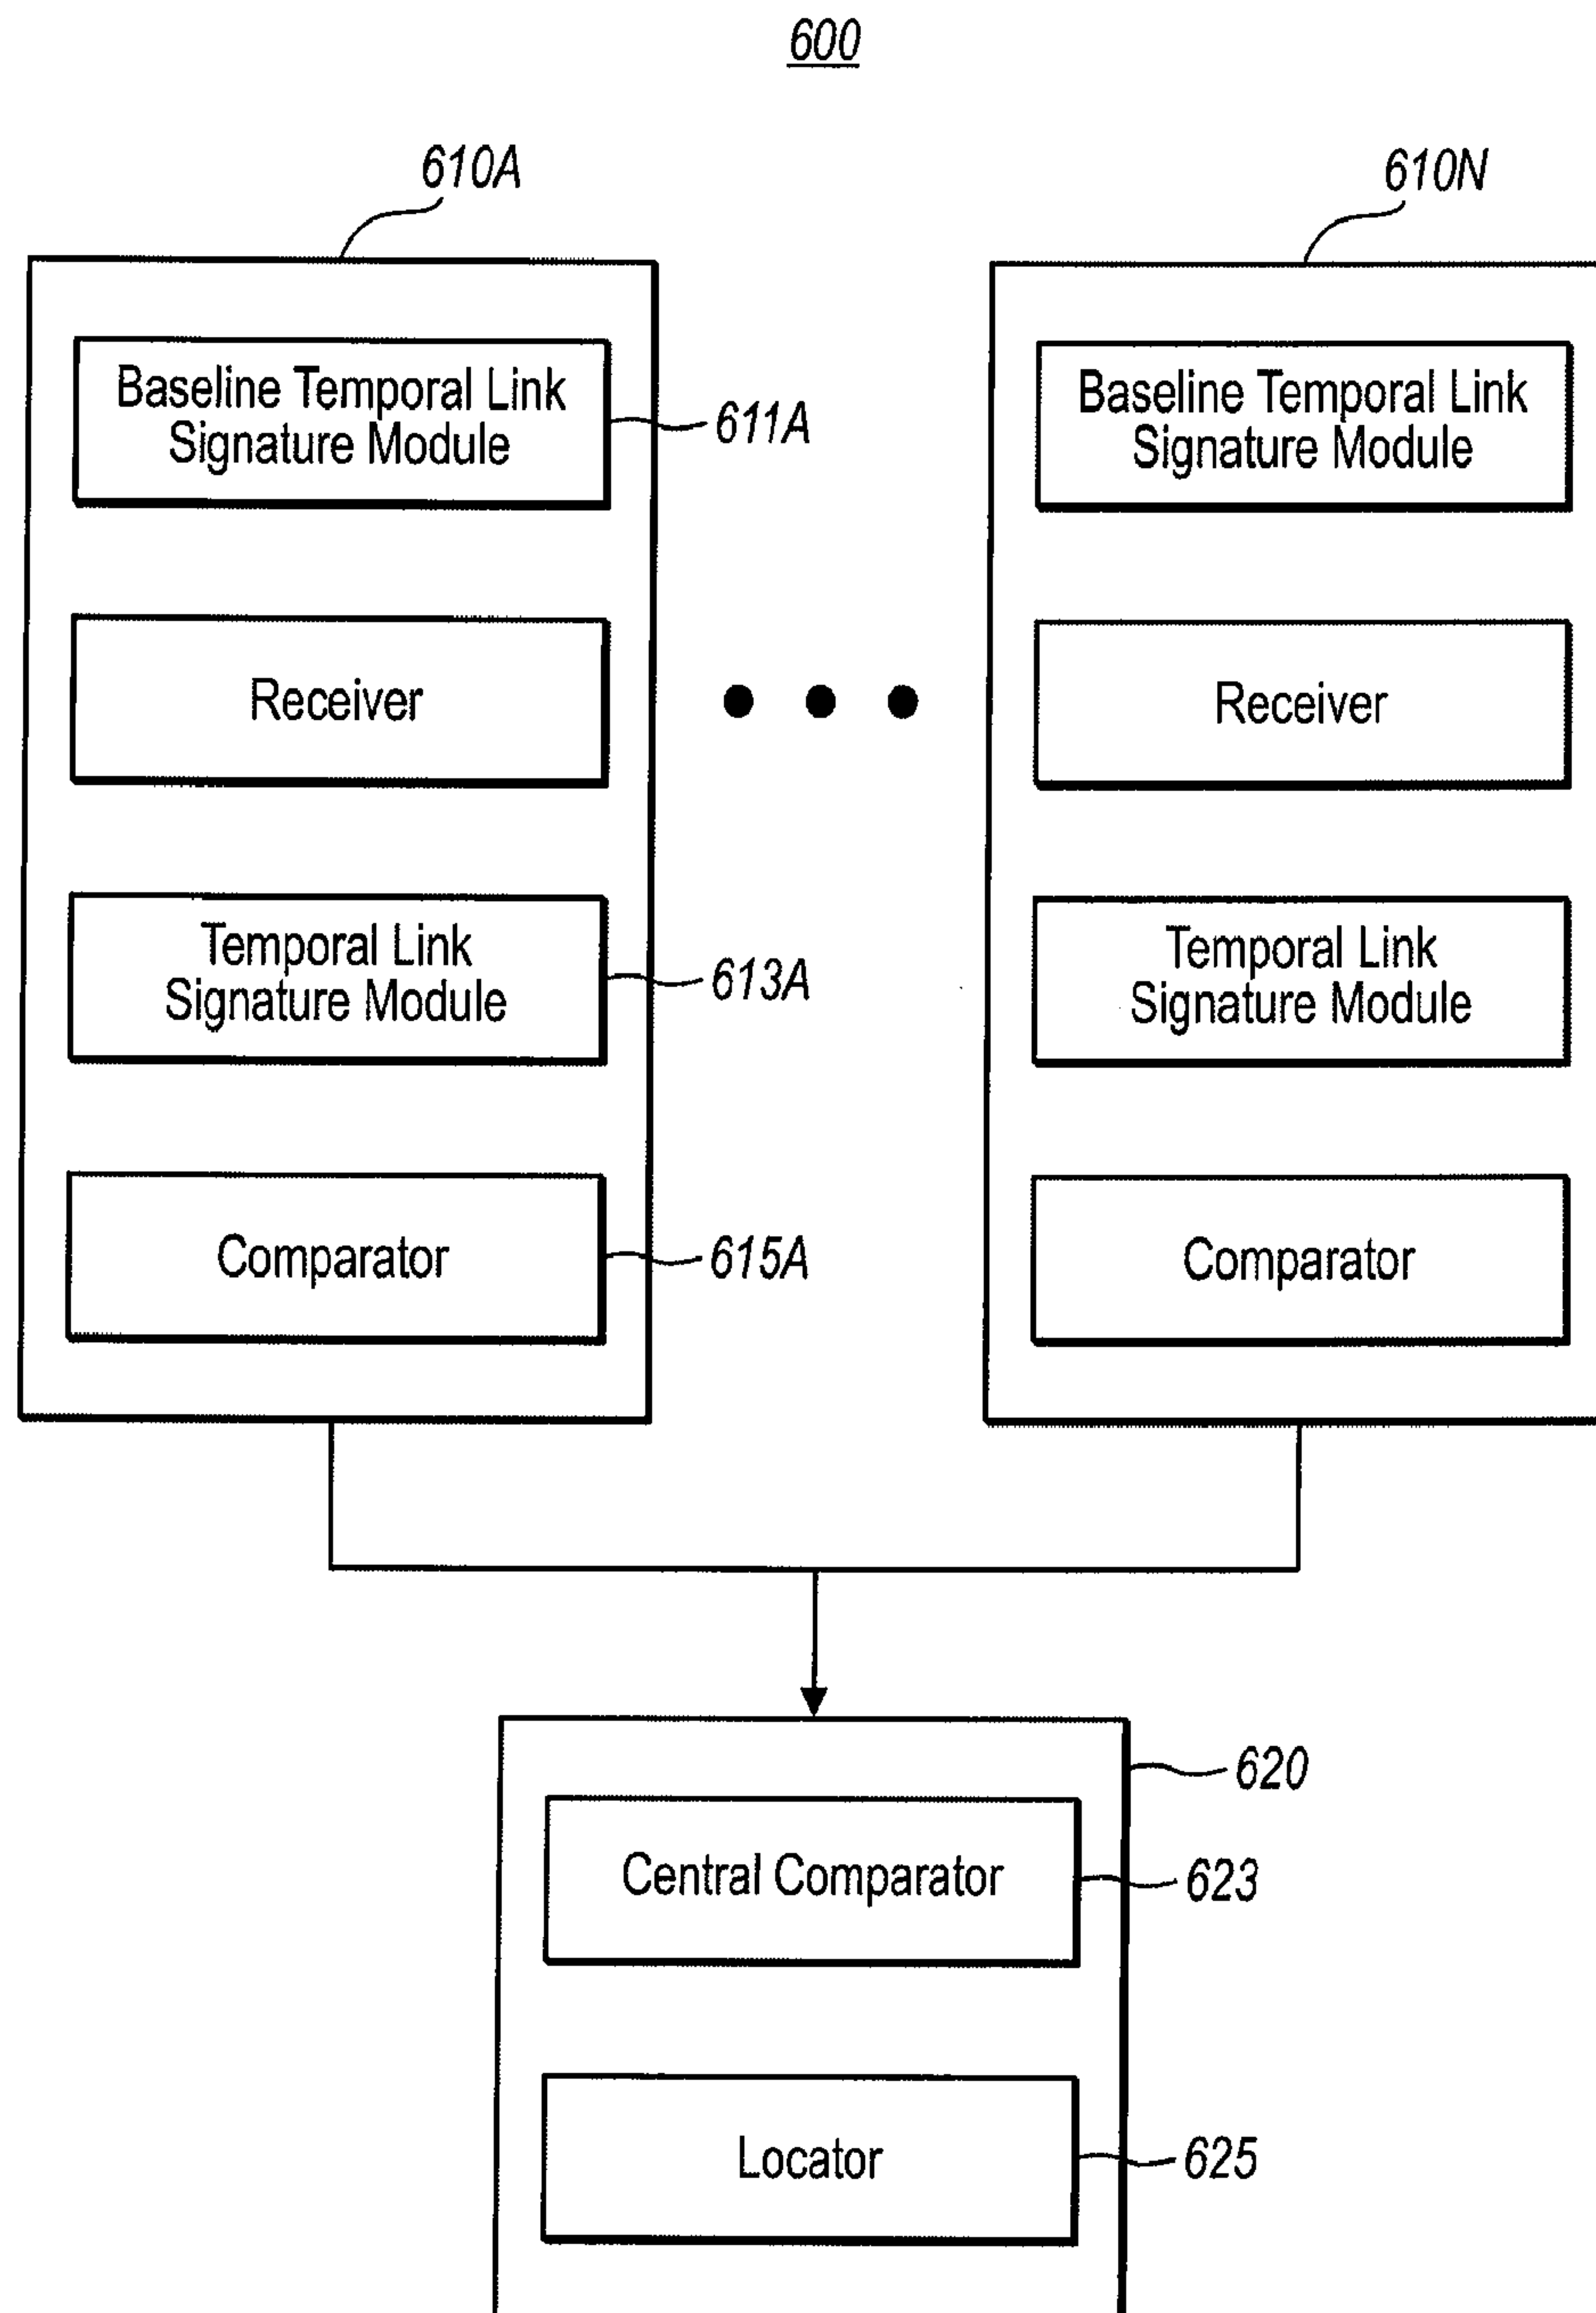 600
610A
610N
Baseline Temporal Link
Signature Module
611A
Receiver
Temporal Link
Signature Module
613A
Comparator
615A
Baseline Temporal Link
Signature Module
Receiver
Temporal Link
Signature Module
Comparator
620
Central Comparator
623
Locator
625